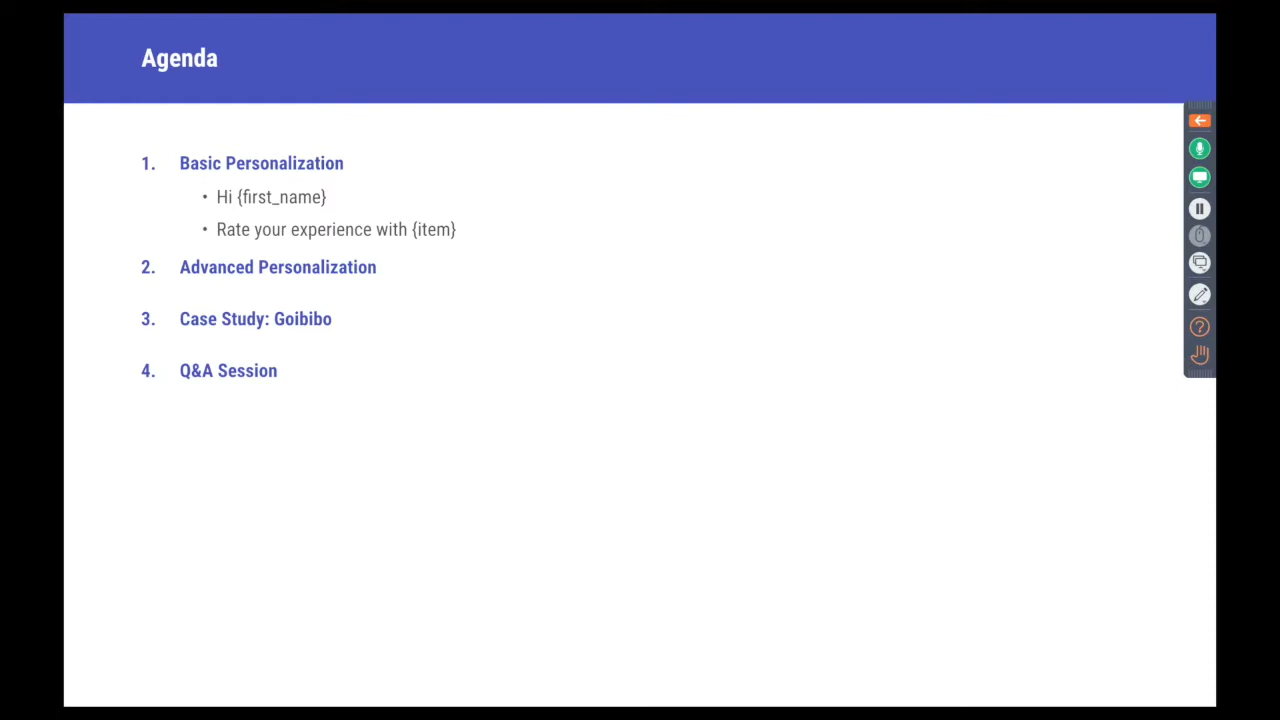 Agenda
1. Basic Personalization
• Hi {first_name}
• Rate your experience with {item}
2. Advanced Personalization
3. Case Study: Goibibo
4. Q&A Session